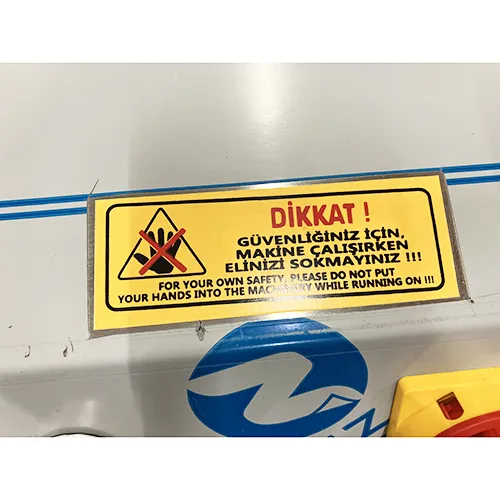 DİKKAT !
GÜVENLİĞİNİZ İÇİN,
MAKİNE ÇALIŞIRKEN
ELİNİZİ SOKMAYINIZ !!!
FOR YOUR OWN SAFETY, PLEASE DO NOT PUT
YOUR HANDS INTO THE MACHINERY WHILE RUNNING ON !!!